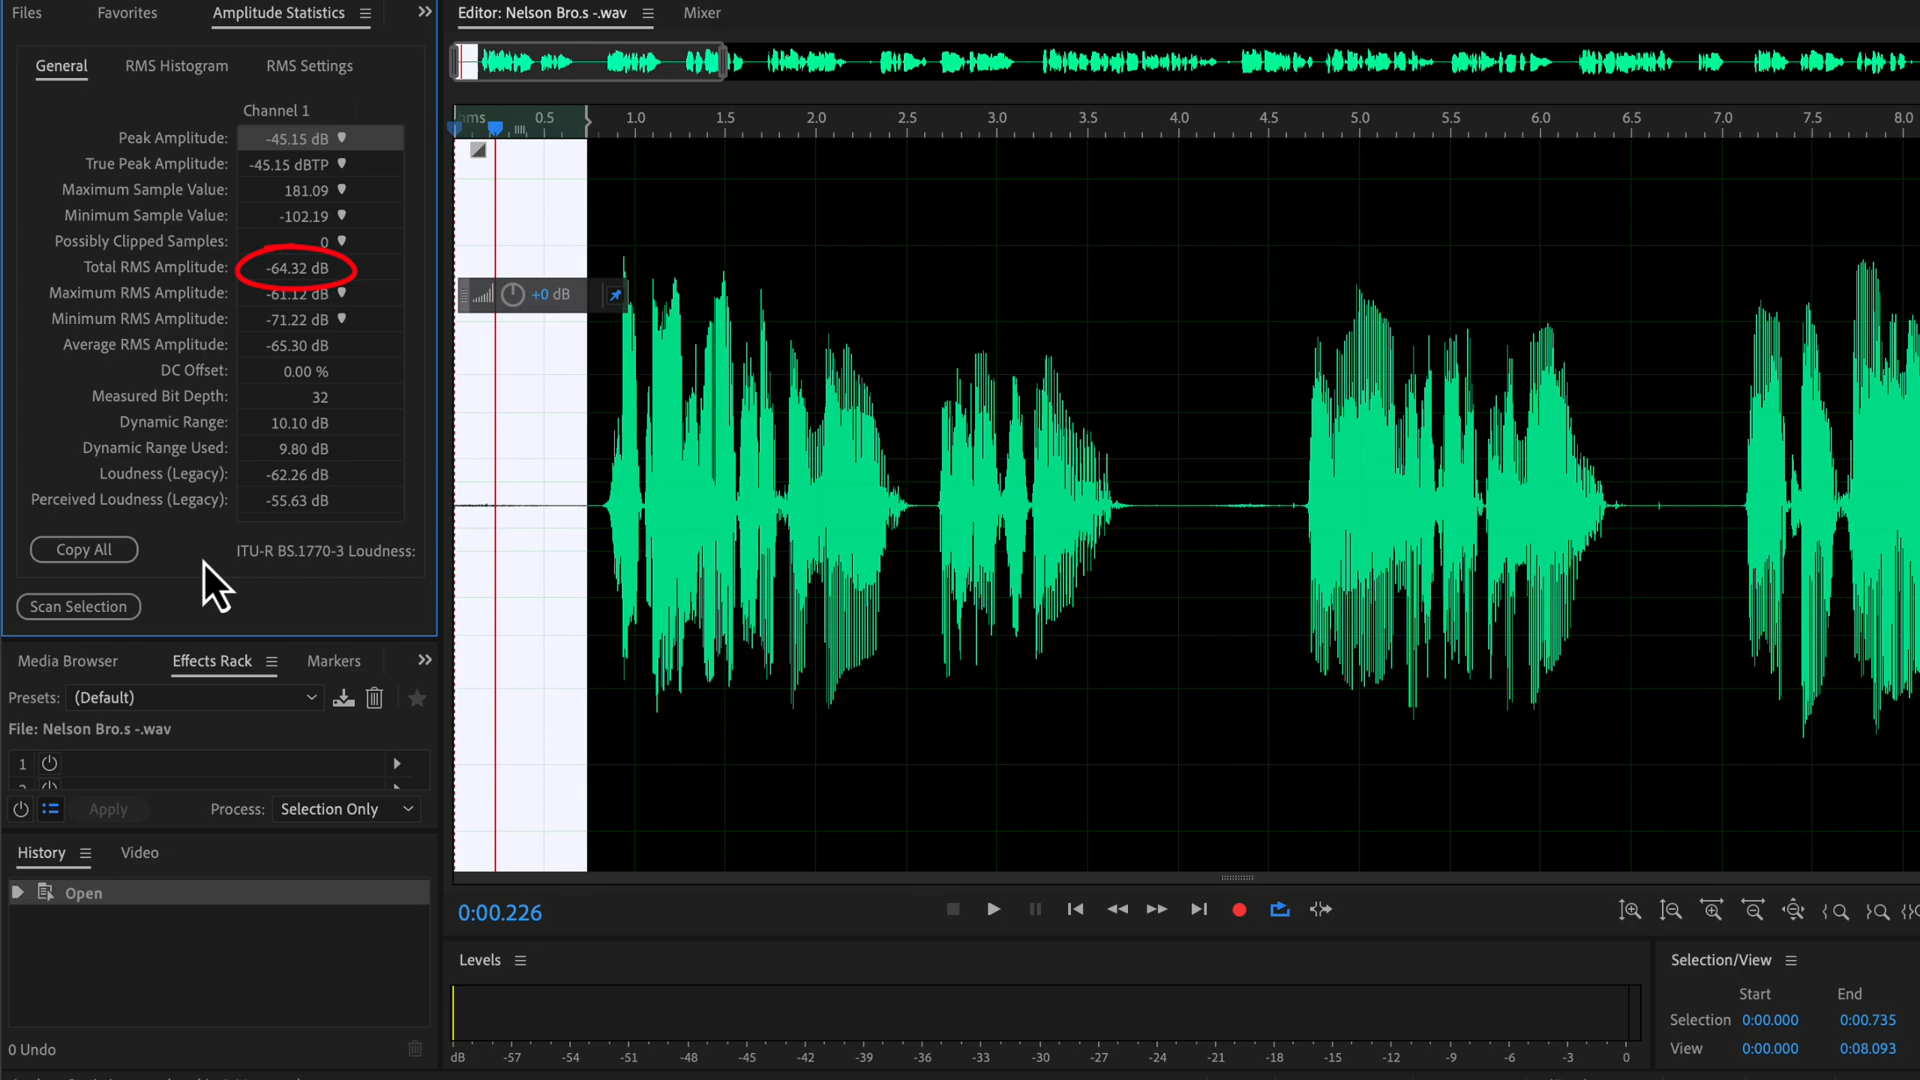 Files Favorites Amplitude Statistics
General RMS Histogram RMS Settings
Channel 1
Peak Amplitude: -45.15 dB
True Peak Amplitude: -45.15 dBTP
Maximum Sample Value: 181.09
Minimum Sample Value: -102.19
Possibly Clipped Samples: 0
Total RMS Amplitude: -64.32 dB
Maximum RMS Amplitude: -61.12 dB
Minimum RMS Amplitude: -71.22 dB
Average RMS Amplitude: -65.30 dB
DC Offset: 0.00 %
Measured Bit Depth: 32
Dynamic Range: 10.10 dB
Dynamic Range Used: 9.80 dB
Loudness (Legacy): -62.26 dB
Perceived Loudness (Legacy): -55.63 dB
Copy All ITU-R BS.1770-3 Loudness:
Scan Selection
Media Browser Effects Rack Markers
Presets: (Default)
File: Nelson Bro.s -.wav
1
Apply Process: Selection Only
History Video
Open
0 Undo
Editor: Nelson Bro.s -.wav Mixer
hms 0.5 1.0 1.5 2.0 2.5 3.0 3.5 4.0 4.5 5.0 5.5 6.0 6.5 7.0 7.5 8.0
+0 dB
0:00.226
Levels
dB -57 -54 -51 -48 -45 -42 -39 -36 -33 -30 -27 -24 -21 -18 -15 -12 -9 -6 -3 0
Selection/View
Start End
Selection 0:00.000 0:00.735
View 0:00.000 0:08.093